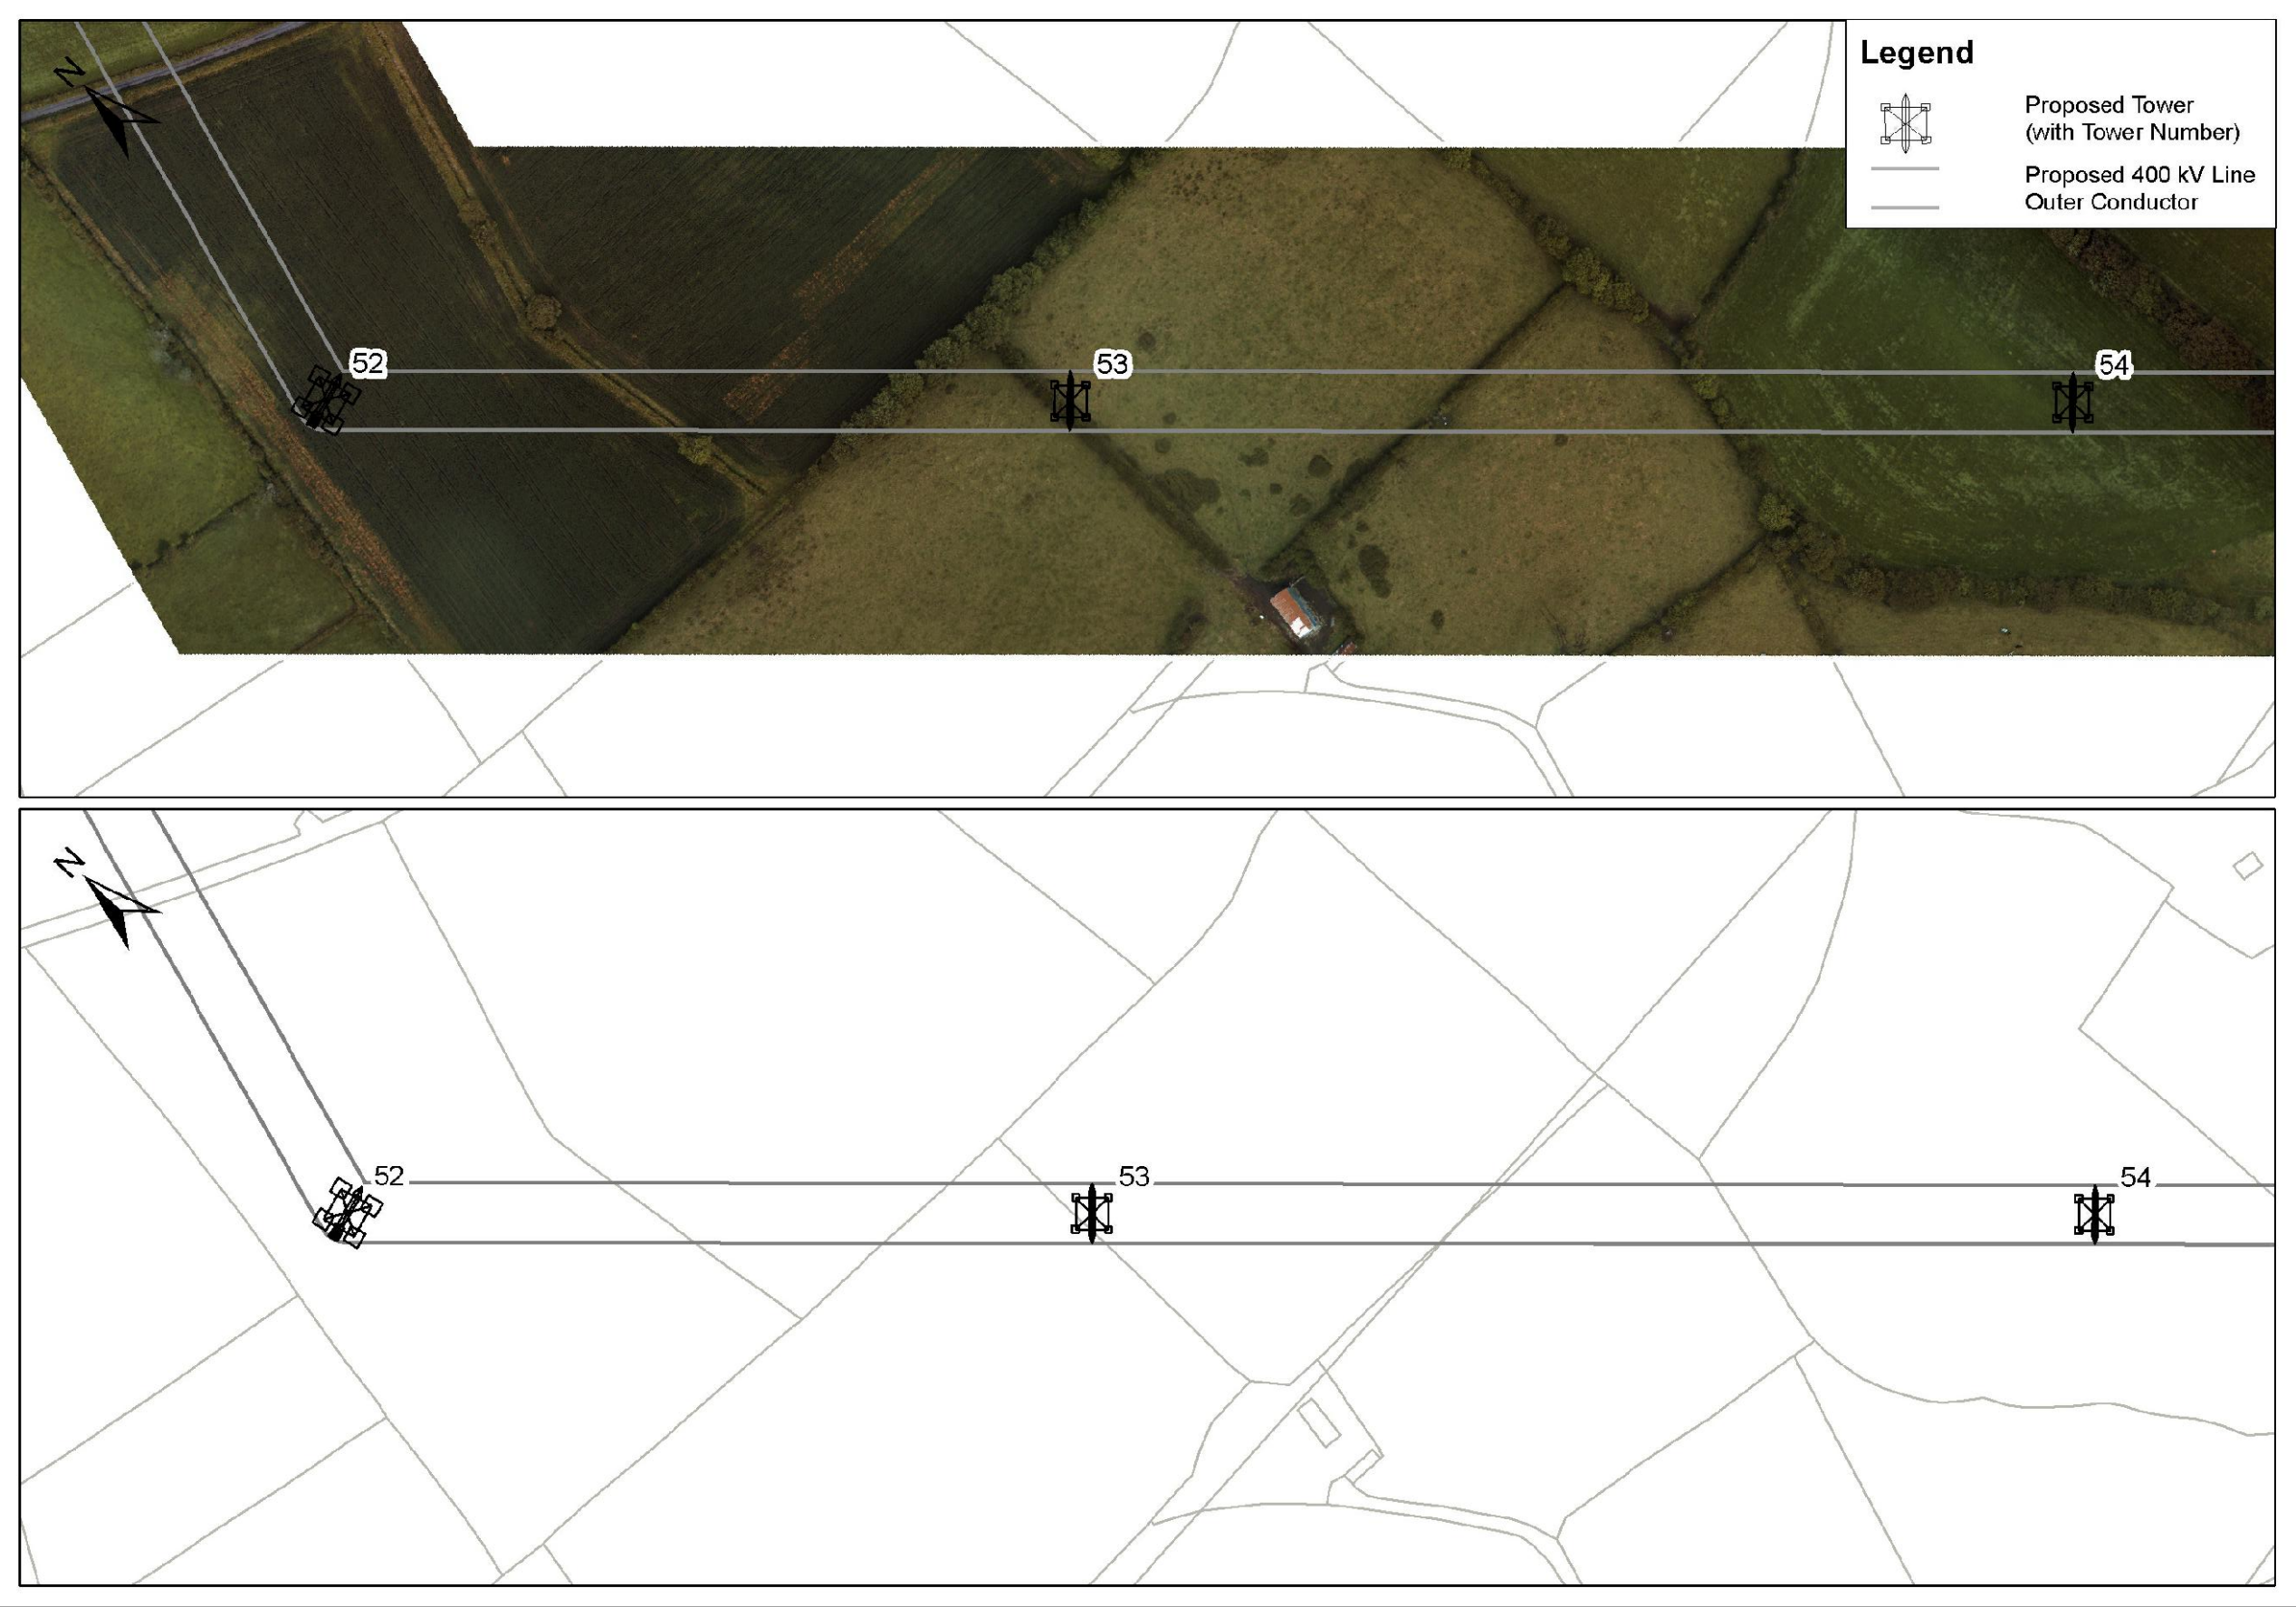 Legend
Proposed Tower
(with Tower Number)
Proposed 400 kV Line
Outer Conductor
N
52
53
54
N
52
53
54